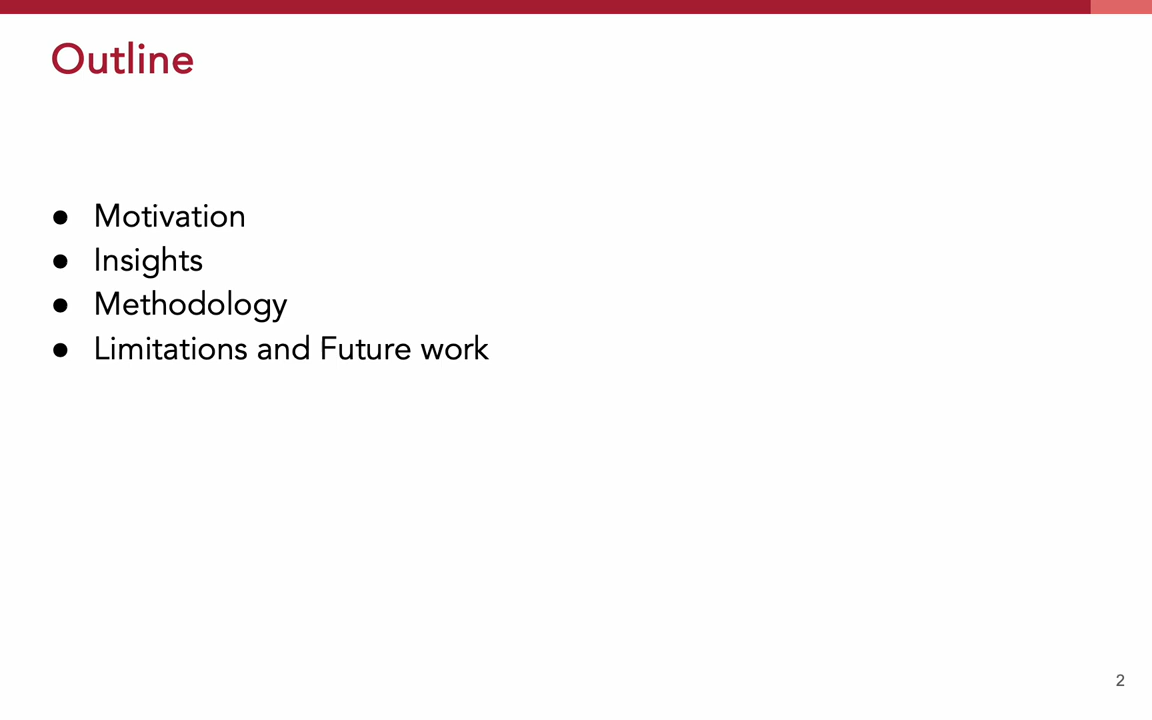 Outline
● Motivation
● Insights
● Methodology
● Limitations and Future work
2